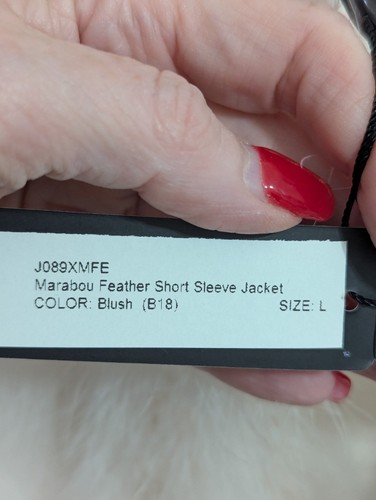 J089XMFE
Marabou Feather Short Sleeve Jacket
COLOR: Blush (B18)
SIZE: L